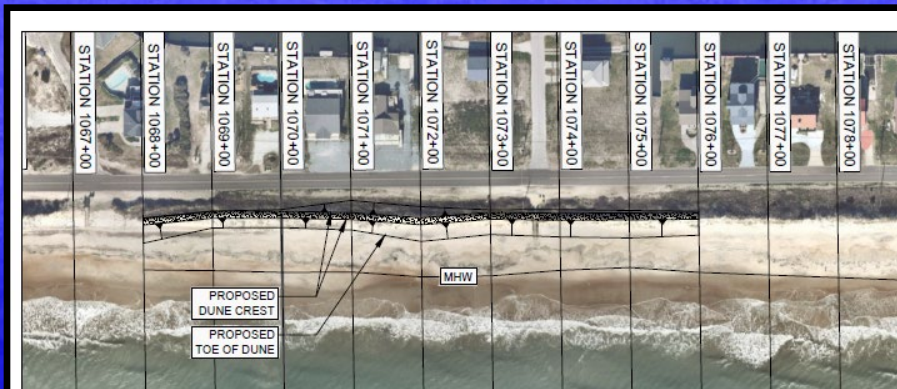 STATION 1067+00
STATION 1068+00
STATION 1069+00
STATION 1070+00
STATION 1071+00
STATION 1072+00
STATION 1073+00
STATION 1074+00
STATION 1075+00
STATION 1076+00
STATION 1077+00
STATION 1078+00
MHW
PROPOSED
DUNE CREST
PROPOSED
TOE OF DUNE